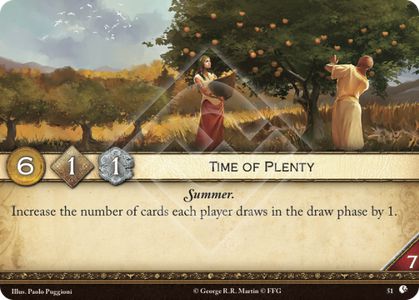 6
1
1
TIME OF PLENTY
Summer.
Increase the number of cards each player draws in the draw phase by 1.
7
Illus. Paolo Puggioni
© George R.R. Martin © FFG
51